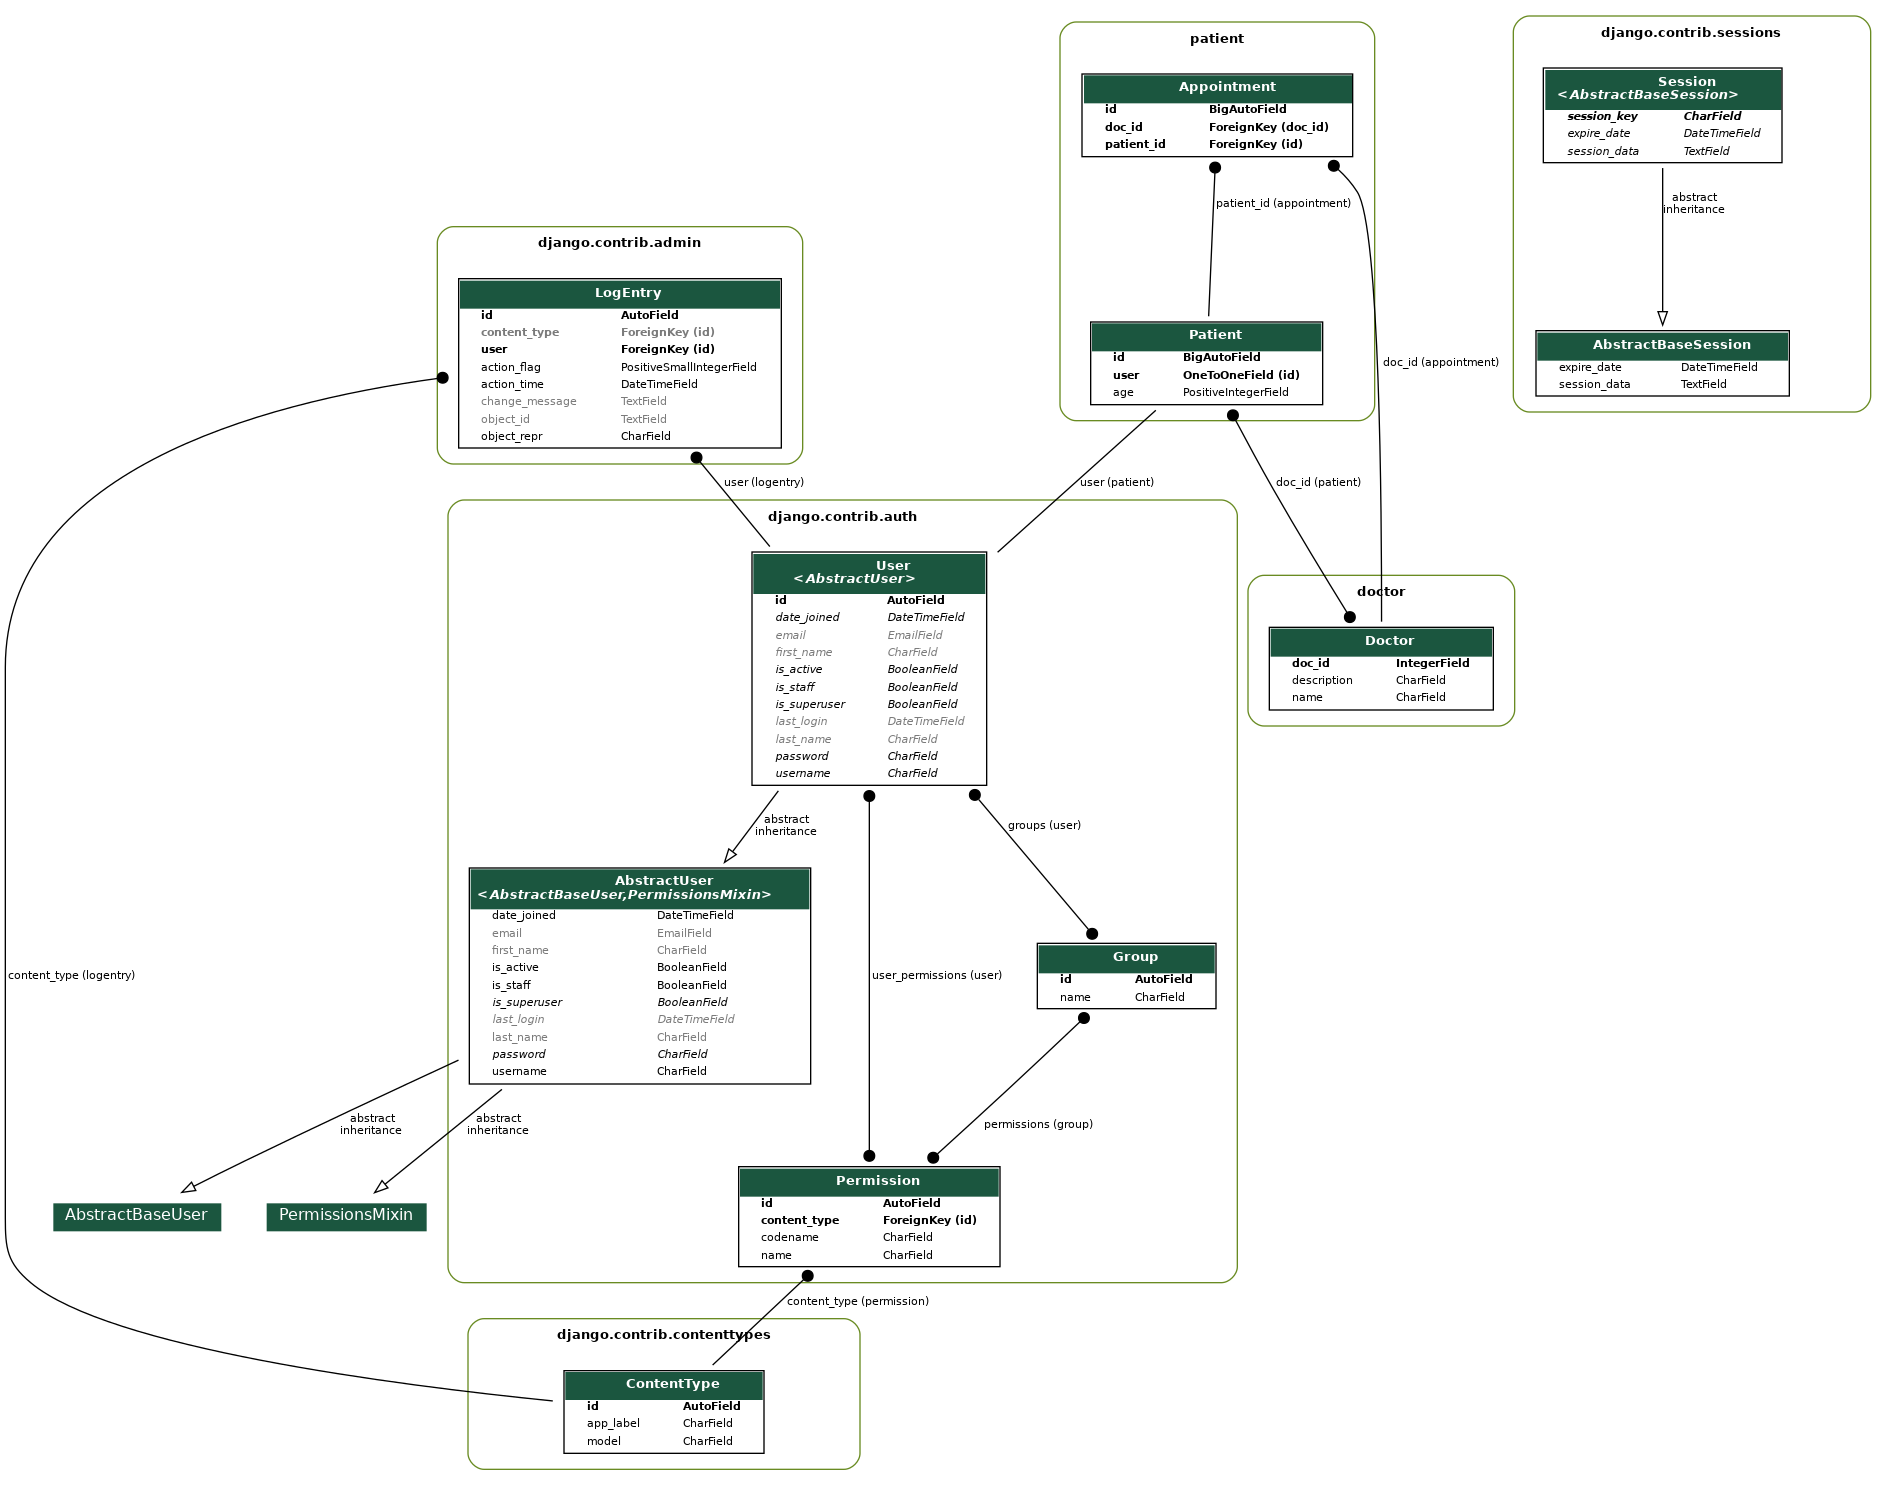 patient
Appointment
id BigAutoField
doc_id ForeignKey (doc_id)
patient_id ForeignKey (id)
patient_id (appointment)
Patient
id BigAutoField
user OneToOneField (id)
age PositiveIntegerField
doc_id (appointment)
user (patient)
doc_id (patient)
django.contrib.sessions
Session
<AbstractBaseSession>
session_key CharField
expire_date DateTimeField
session_data TextField
abstract
inheritance
AbstractBaseSession
expire_date DateTimeField
session_data TextField
django.contrib.admin
LogEntry
id AutoField
content_type ForeignKey (id)
user ForeignKey (id)
action_flag PositiveSmallIntegerField
action_time DateTimeField
change_message TextField
object_id TextField
object_repr CharField
user (logentry)
doctor
Doctor
doc_id IntegerField
description CharField
name CharField
django.contrib.auth
User
<AbstractUser>
id AutoField
date_joined DateTimeField
email EmailField
first_name CharField
is_active BooleanField
is_staff BooleanField
is_superuser BooleanField
last_login DateTimeField
last_name CharField
password CharField
username CharField
abstract
inheritance
groups (user)
AbstractUser
<AbstractBaseUser,PermissionsMixin>
date_joined DateTimeField
email EmailField
first_name CharField
is_active BooleanField
is_staff BooleanField
is_superuser BooleanField
last_login DateTimeField
last_name CharField
password CharField
username CharField
content_type (logentry)
user_permissions (user)
Group
id AutoField
name CharField
abstract
inheritance
abstract
inheritance
permissions (group)
AbstractBaseUser
PermissionsMixin
Permission
id AutoField
content_type ForeignKey (id)
codename CharField
name CharField
content_type (permission)
django.contrib.contenttypes
ContentType
id AutoField
app_label CharField
model CharField